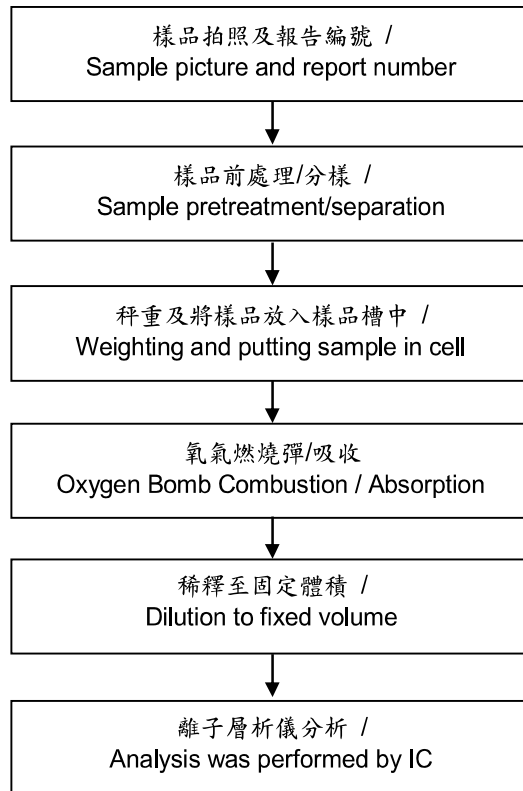 樣品拍照及報告編號 /
Sample picture and report number
樣品前處理/分樣 /
Sample pretreatment/separation
秤重及將樣品放入樣品槽中 /
Weighting and putting sample in cell
氧氣燃燒彈/吸收
Oxygen Bomb Combustion / Absorption
稀釋至固定體積 /
Dilution to fixed volume
離子層析儀分析 /
Analysis was performed by IC